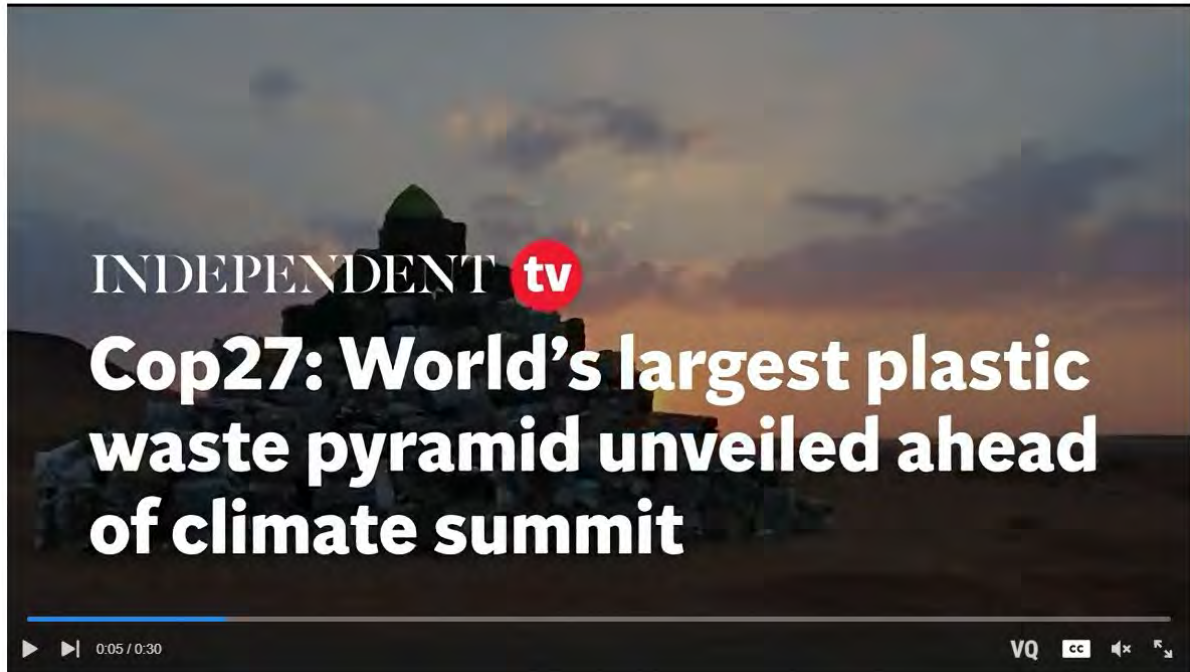 INDEPENDENT tv
Cop27: World’s largest plastic
waste pyramid unveiled ahead
of climate summit
0:05 / 0:30
VQ CC